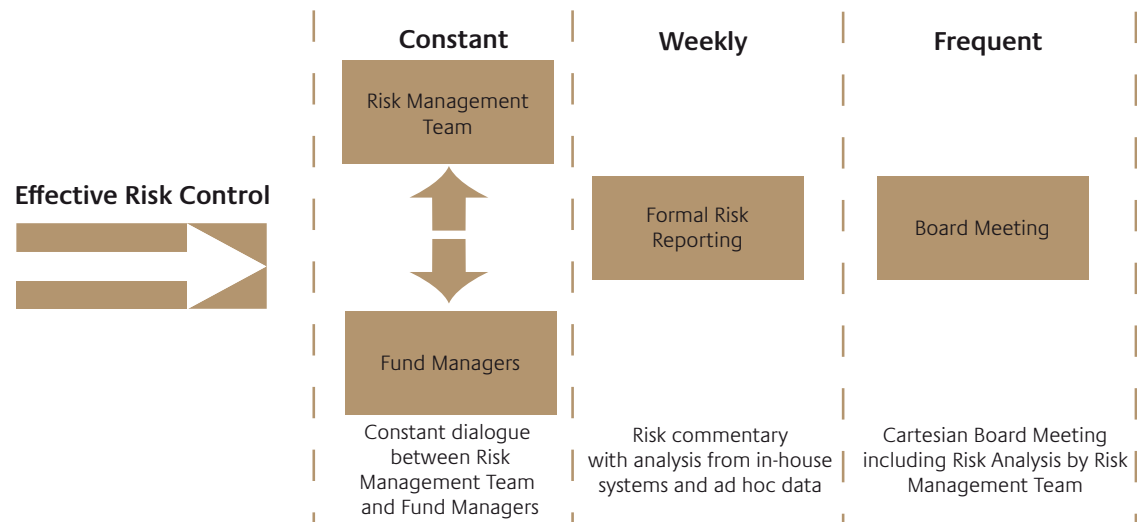 Effective Risk Control
Constant
Risk Management
Team
Fund Managers
Constant dialogue
between Risk
Management Team
and Fund Managers
Weekly
Formal Risk
Reporting
Risk commentary
with analysis from in-house
systems and ad hoc data
Frequent
Board Meeting
Cartesian Board Meeting
including Risk Analysis by Risk
Management Team